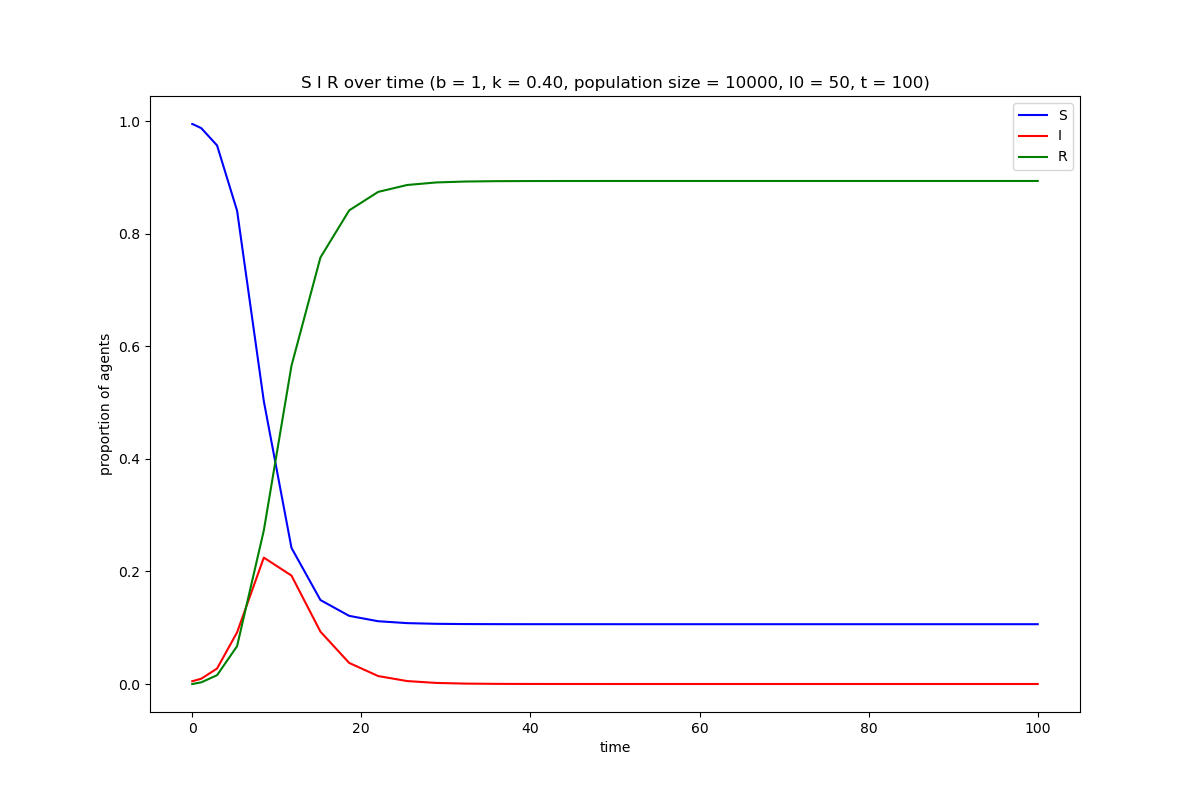 S I R over time (b = 1, k = 0.40, population size = 10000, I0 = 50, t = 100)
S
I
R
1.0
0.8
0.6
0.4
0.2
0.0
proportion of agents
0 20 40 60 80 100
time